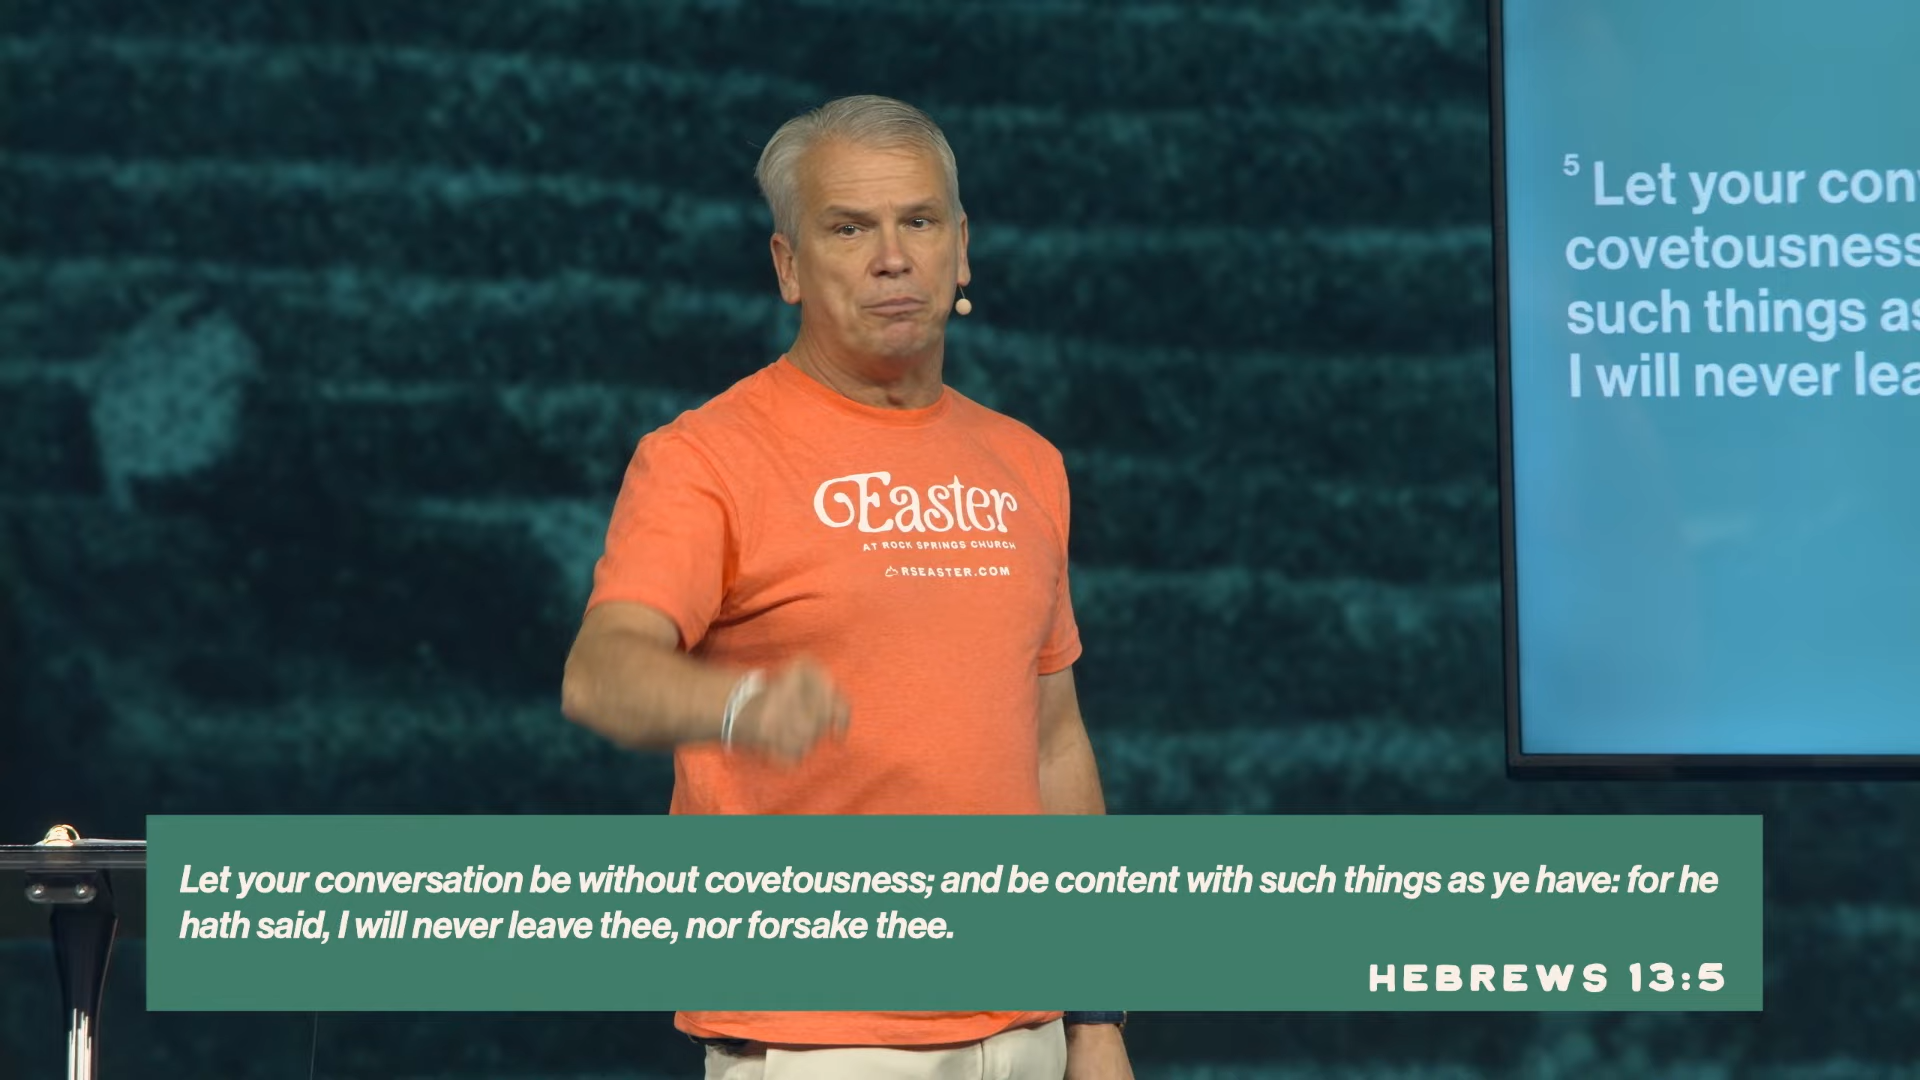 5 Let your con
covetousness
such things as
I will never lea
Easter
AT ROCK SPRINGS CHURCH
RSEASTER.COM
Let your conversation be without covetousness; and be content with such things as ye have: for he
hath said, I will never leave thee, nor forsake thee.
HEBREWS 13:5